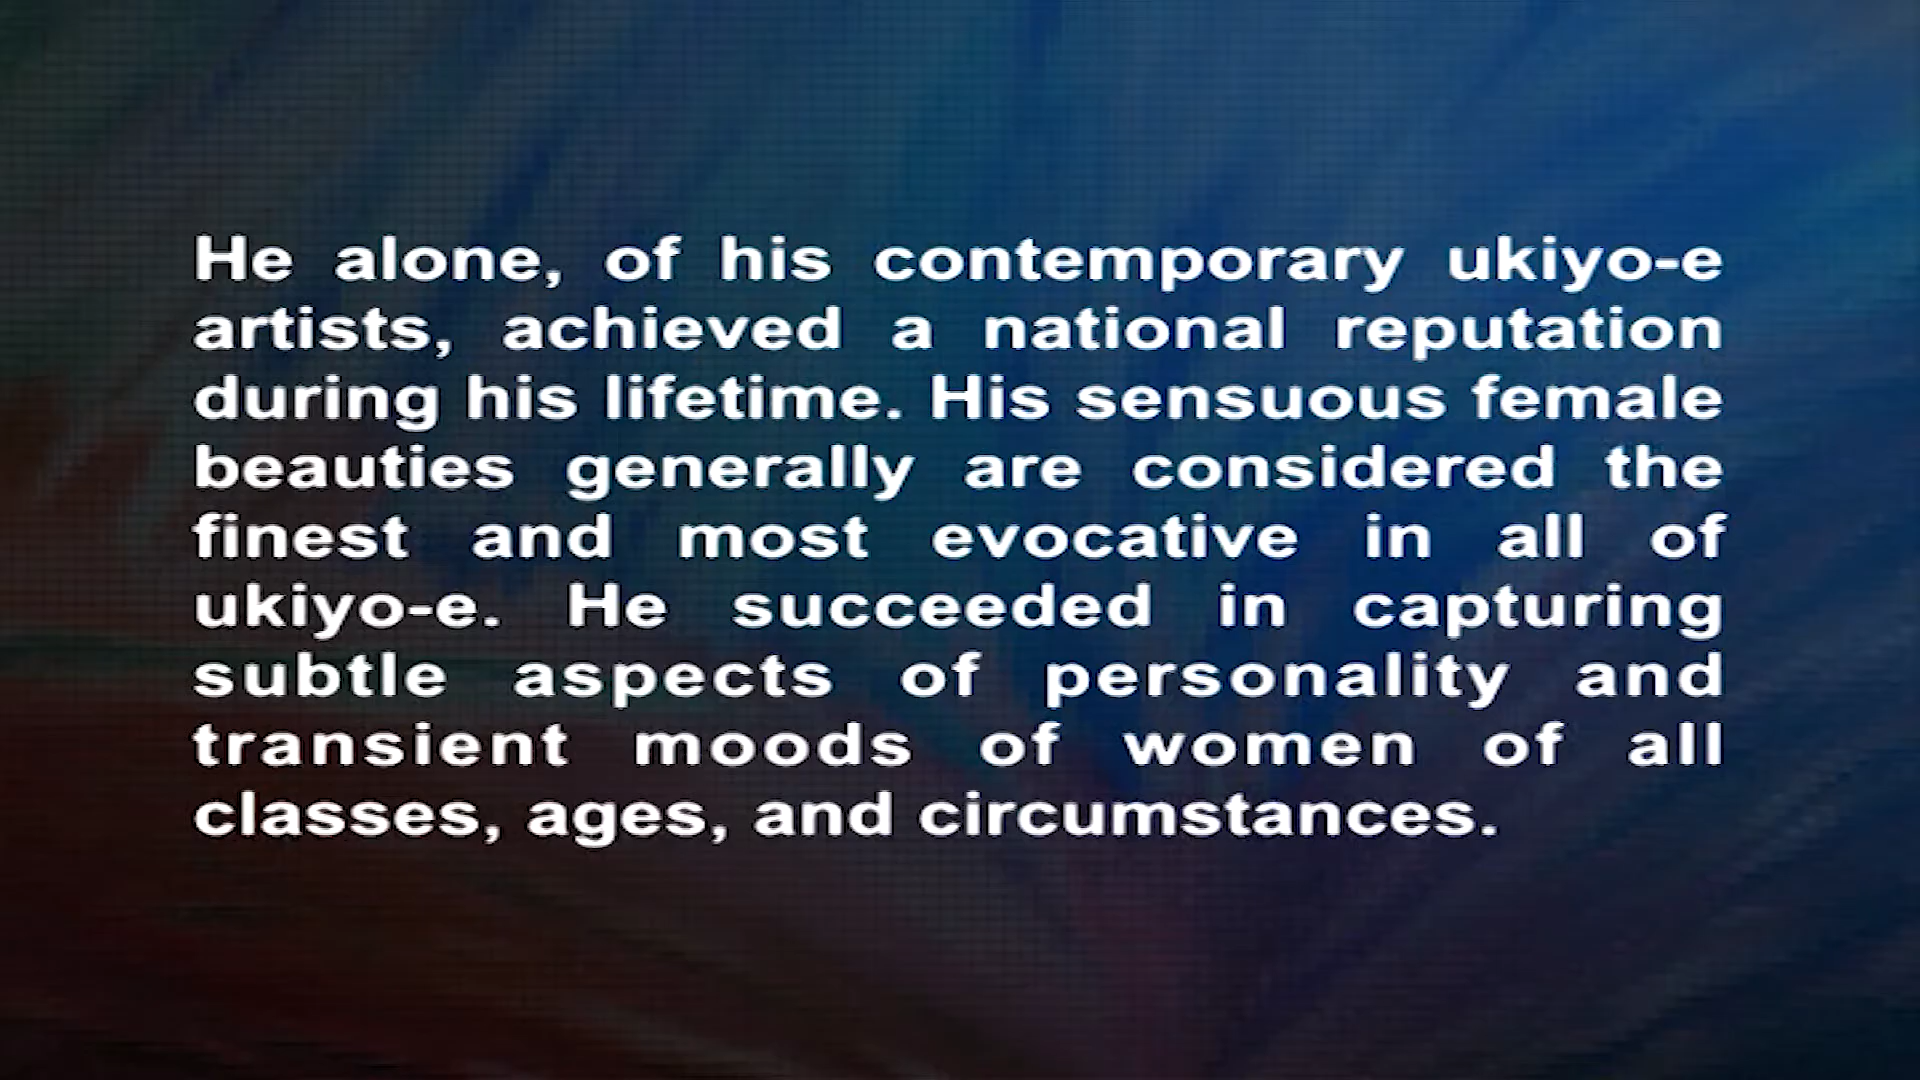 He alone, of his contemporary ukiyo-e
artists, achieved a national reputation
during his lifetime. His sensuous female
beauties generally are considered the
finest and most evocative in all of
ukiyo-e. He succeeded in capturing
subtle aspects of personality and
transient moods of women of all
classes, ages, and circumstances.